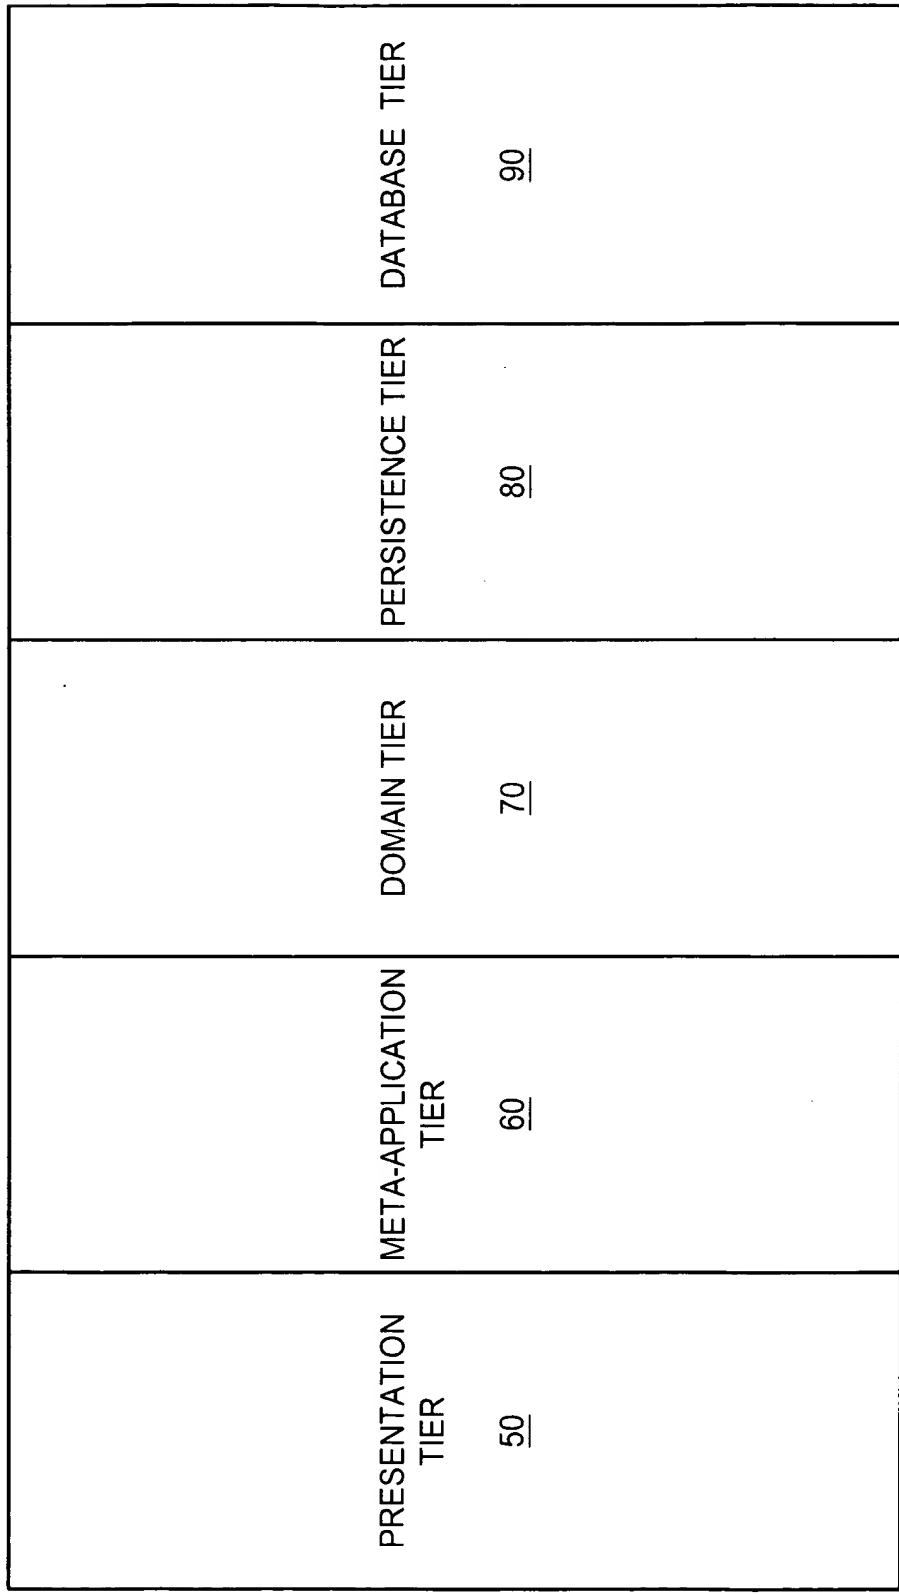 PRESENTATION
TIER
50
META-APPLICATION
TIER
60
DOMAIN TIER
70
PERSISTENCE TIER
80
DATABASE TIER
90